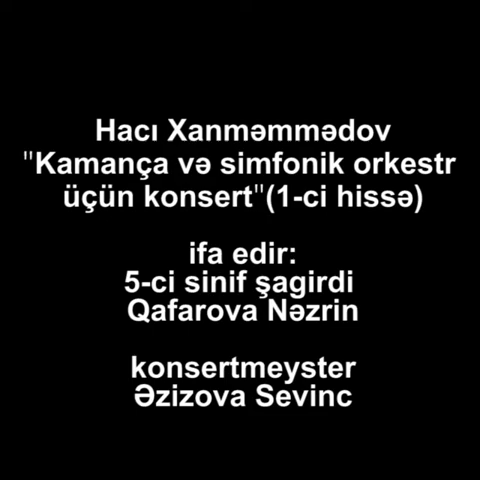 Hacı Xanməmmədov
"Kamança və simfonik orkestr
üçün konsert"(1-ci hissə)
ifa edir:
5-ci sinif şagirdi
Qafarova Nəzrin
konsertmeyster
Əzizova Sevinc